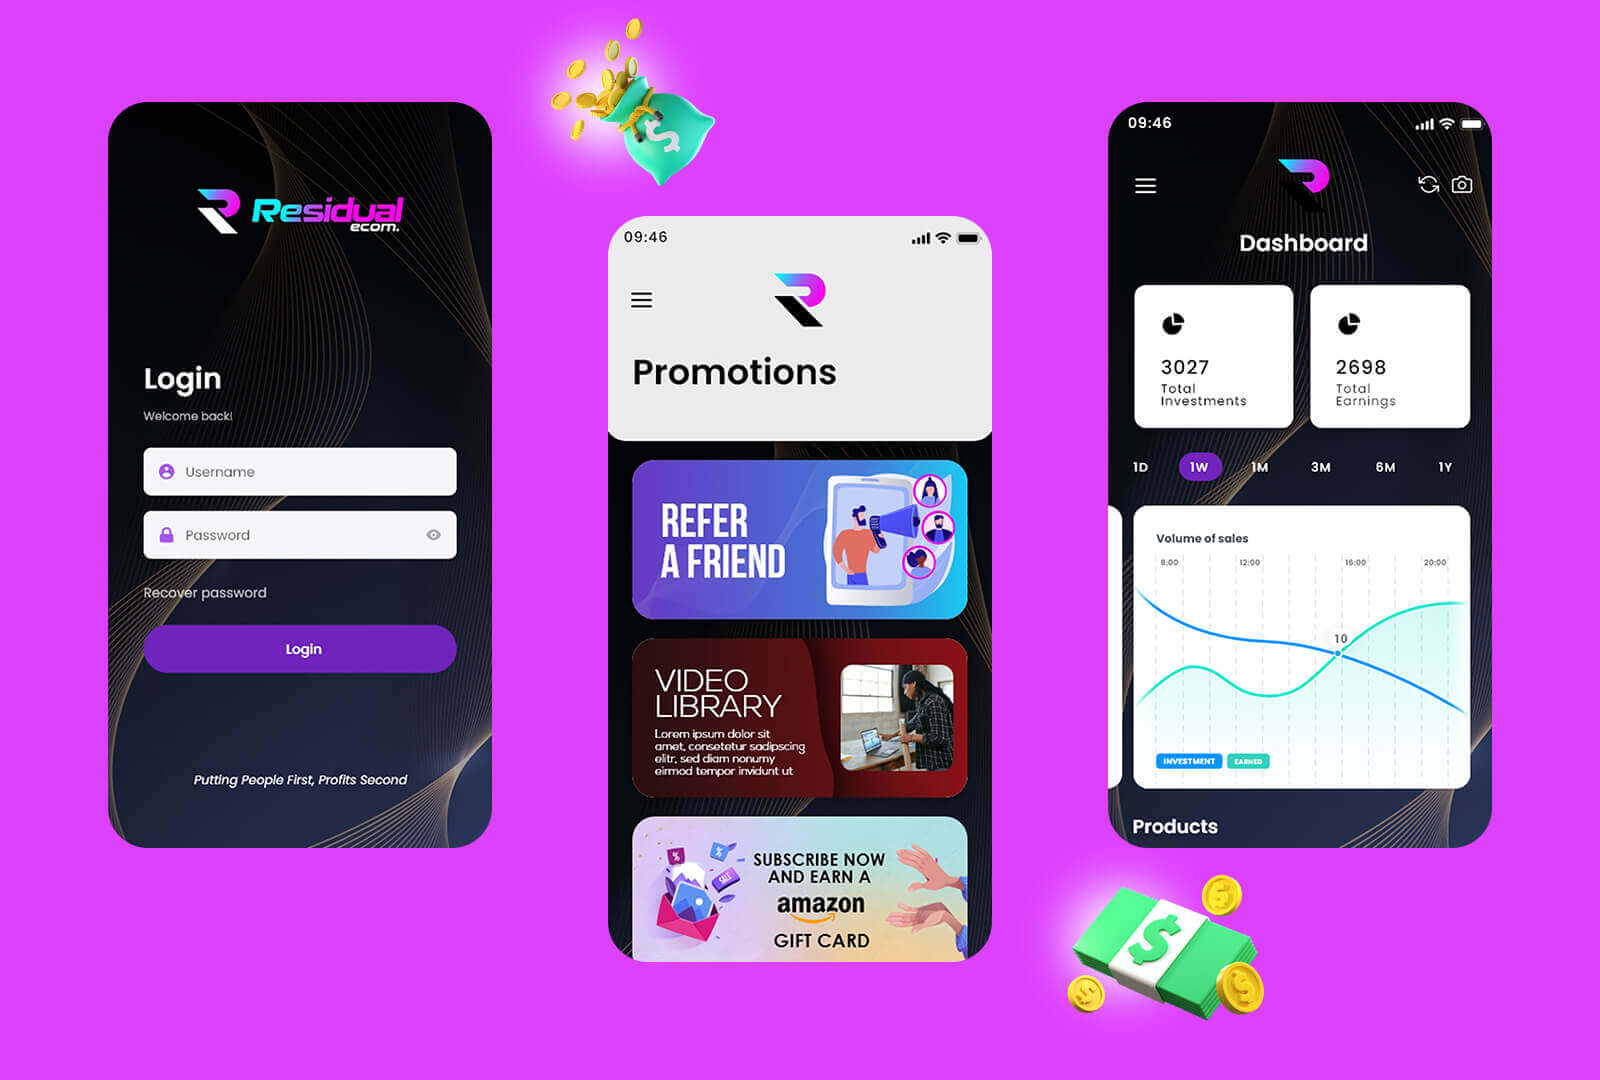 Residual
ecom.
Login
Welcome back!
Username
Password
Recover password
Login
Putting People First, Profits Second
$
09:46
Promotions
REFER
A FRIEND
VIDEO
LIBRARY
Lorem ipsum dolor sit
amet, consetetur sadipscing
elitr, sed diam nonumy
eirmod tempor invidunt ut
%
%
SALE
SUBSCRIBE NOW
AND EARN A
amazon
GIFT CARD
09:46
Dashboard
3027
Total
Investments
2698
Total
Earnings
1D 1W 1M 3M 6M 1Y
Volume of sales
8:00 12:00 16:00 20:00
10
INVESTMENT EARNED
Products
$
$
$
$